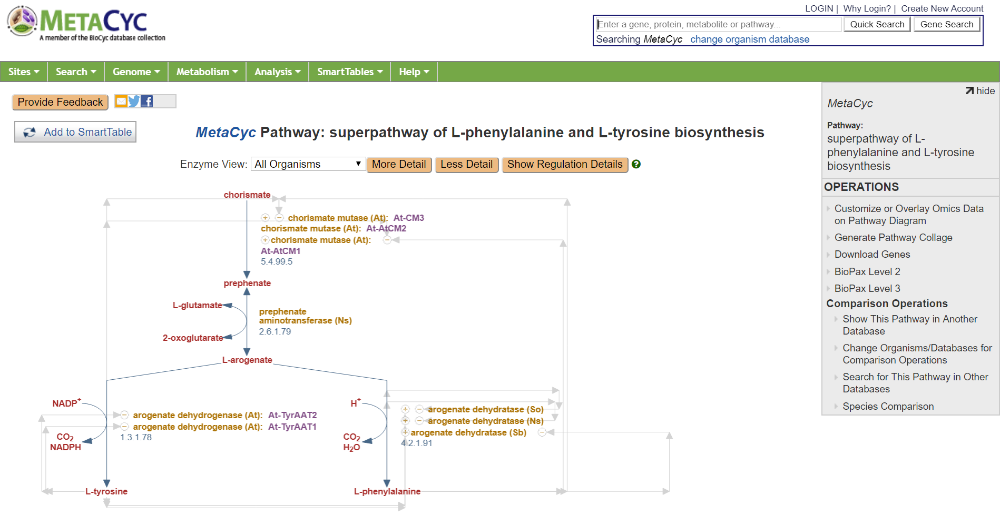 LOGIN | Why Login? | Create New Account
METACYC
A member of the BioCyc database collection
Enter a gene, protein, metabolite or pathway...
Quick Search
Gene Search
Searching MetaCyc change organism database
Sites
Search
Genome
Metabolism
Analysis
SmartTables
Help
Provide Feedback
Add to SmartTable
MetaCyc Pathway: superpathway of L-phenylalanine and L-tyrosine biosynthesis
Enzyme View: All Organisms
More Detail
Less Detail
Show Regulation Details
?
chorismate
chorismate mutase (At): At-CM3
chorismate mutase (At): At-AtCM2
chorismate mutase (At):
At-AtCM1
5.4.99.5
prephenate
L-glutamate
2-oxoglutarate
prephenate
aminotransferase (Ns)
2.6.1.79
L-arogenate
NADP+
CO2
NADPH
arogenate dehydrogenase (At): At-TyrAAT2
arogenate dehydrogenase (At): At-TyrAAT1
1.3.1.78
H+
CO2
H2O
arogenate dehydratase (So)
arogenate dehydratase (Ns)
arogenate dehydratase (Sb)
4.2.1.91
L-tyrosine
L-phenylalanine
hide
MetaCyc
Pathway:
superpathway of L-
phenylalanine and L-tyrosine
biosynthesis
OPERATIONS
Customize or Overlay Omics Data
on Pathway Diagram
Generate Pathway Collage
Download Genes
BioPax Level 2
BioPax Level 3
Comparison Operations
Show This Pathway in Another
Database
Change Organisms/Databases for
Comparison Operations
Search for This Pathway in Other
Databases
Species Comparison